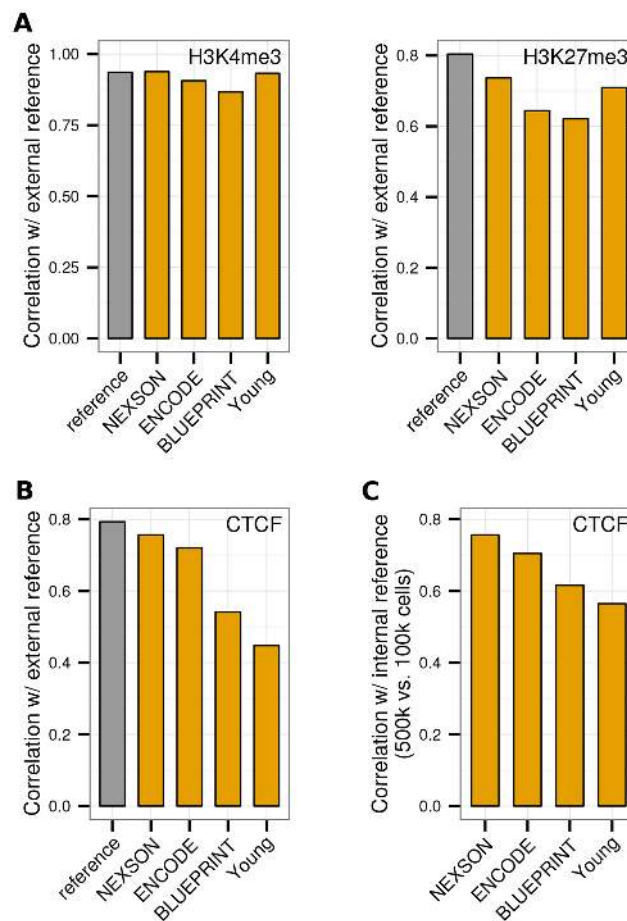 A
H3K4me3
Correlation w/ external reference
1.00
0.75
0.50
0.25
0.00
reference
NEXSON
ENCODE
BLUEPRINT
Young
H3K27me3
Correlation w/ external reference
0.8
0.6
0.4
0.2
0.0
reference
NEXSON
ENCODE
BLUEPRINT
Young
B
CTCF
Correlation w/ external reference
0.8
0.6
0.4
0.2
0.0
reference
NEXSON
ENCODE
BLUEPRINT
Young
C
CTCF
Correlation w/ internal reference
(500k vs. 100k cells)
0.8
0.6
0.4
0.2
0.0
NEXSON
ENCODE
BLUEPRINT
Young